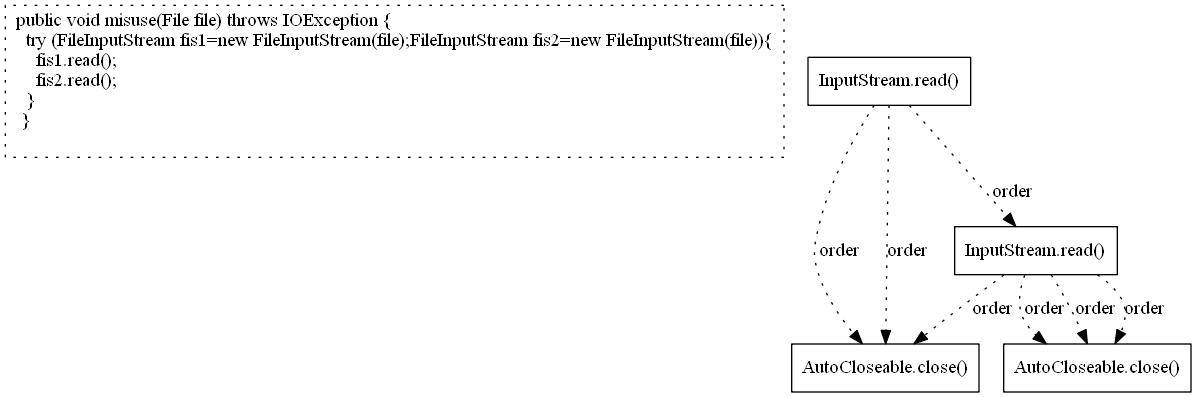 public void misuse(File file) throws IOException {
try (FileInputStream fis1=new FileInputStream(file);FileInputStream fis2=new FileInputStream(file)){
fis1.read();
fis2.read();
}
}
InputStream.read()
order
InputStream.read()
order
order
order
order
order
order
AutoCloseable.close()
AutoCloseable.close()